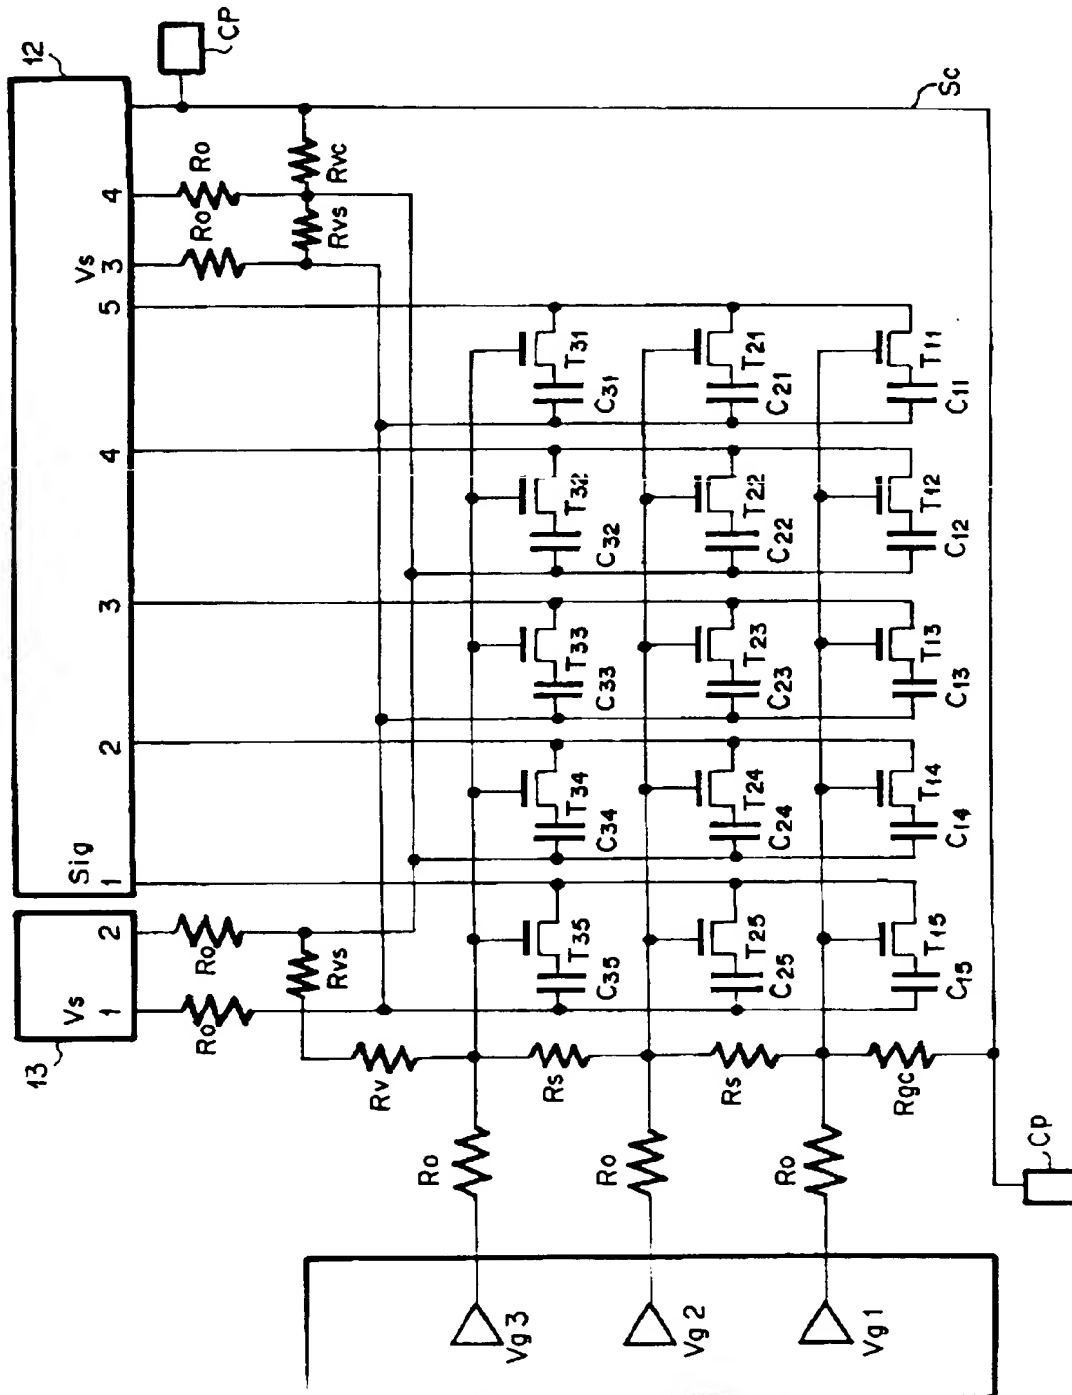 12
CP
Sc
Ro
Rvc
4
Ro
Rvs
Vs
3
5
4
3
2
Sig
1
2
Ro
Rvs
Vs
1
Ro
13
Rv
T31
C31
T32
C32
T33
C33
T34
C34
T35
C35
Rs
Ro
Vg3
T21
C21
T22
C22
T23
C23
T24
C24
T25
C25
Rs
Ro
Vg2
T11
C11
T12
C12
T13
C13
T14
C14
T15
C15
Rgc
Ro
Vg1
Cp